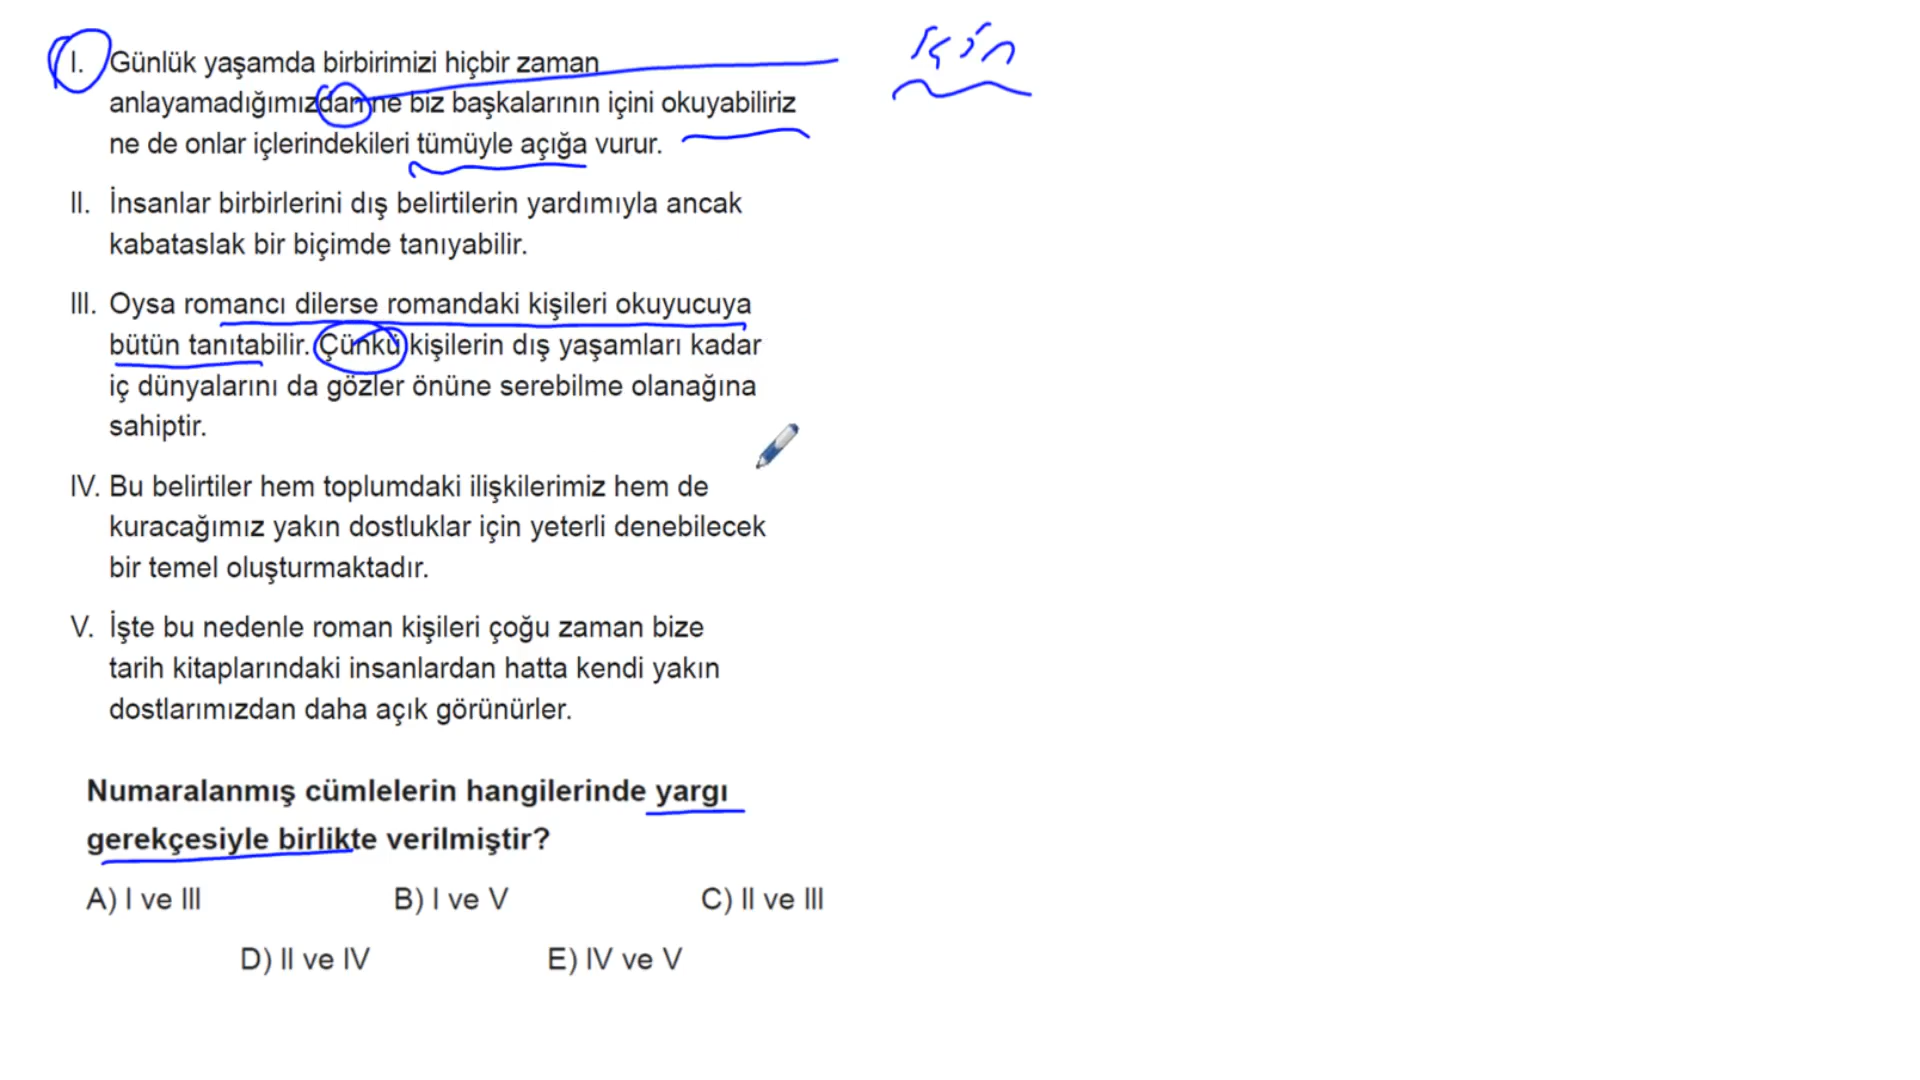 I. Günlük yaşamda birbirimizi hiçbir zaman
anlayamadığımızdan ne biz başkalarının içini okuyabiliriz
ne de onlar içlerindekileri tümüyle açığa vurur.
için
II. İnsanlar birbirlerini dış belirtilerin yardımıyla ancak
kabataslak bir biçimde tanıyabilir.
III. Oysa romancı dilerse romandaki kişileri okuyucuya
bütün tanıtabilir. Çünkü kişilerin dış yaşamları kadar
iç dünyalarını da gözler önüne serebilme olanağına
sahiptir.
IV. Bu belirtiler hem toplumdaki ilişkilerimiz hem de
kuracağımız yakın dostluklar için yeterli denebilecek
bir temel oluşturmaktadır.
V. İşte bu nedenle roman kişileri çoğu zaman bize
tarih kitaplarındaki insanlardan hatta kendi yakın
dostlarımızdan daha açık görünürler.
Numaralanmış cümlelerin hangilerinde yargı
gerekçesiyle birlikte verilmiştir?
A) I ve III B) I ve V C) II ve III
D) II ve IV E) IV ve V